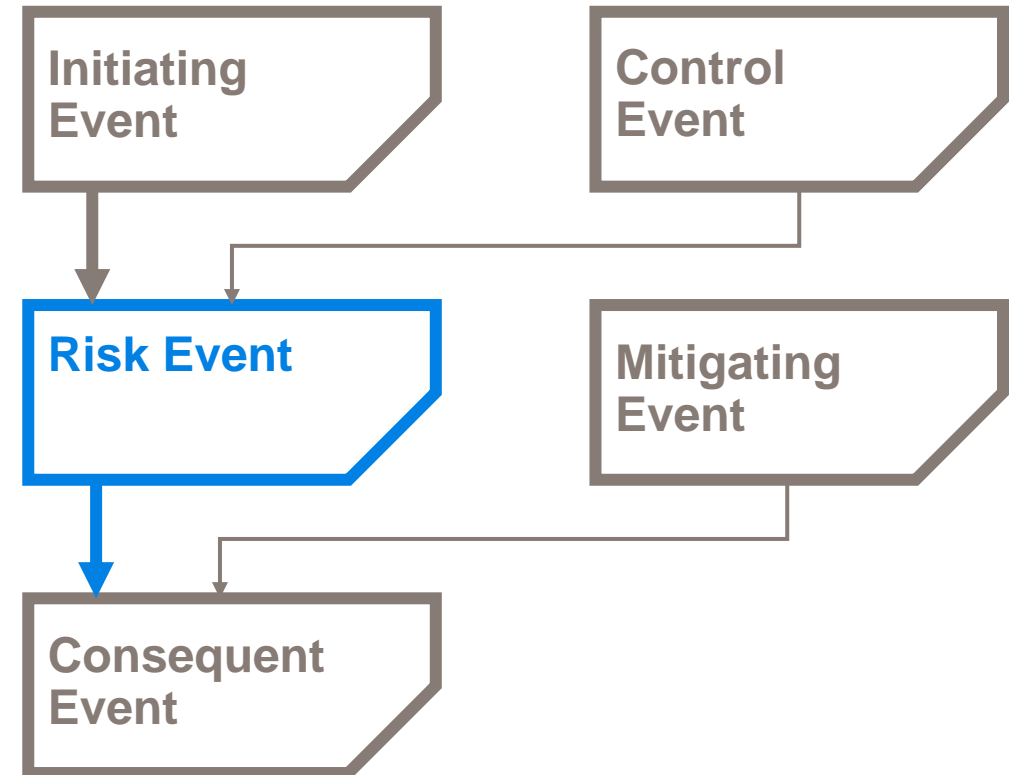 Initiating
Event
Control
Event
Risk Event
Mitigating
Event
Consequent
Event